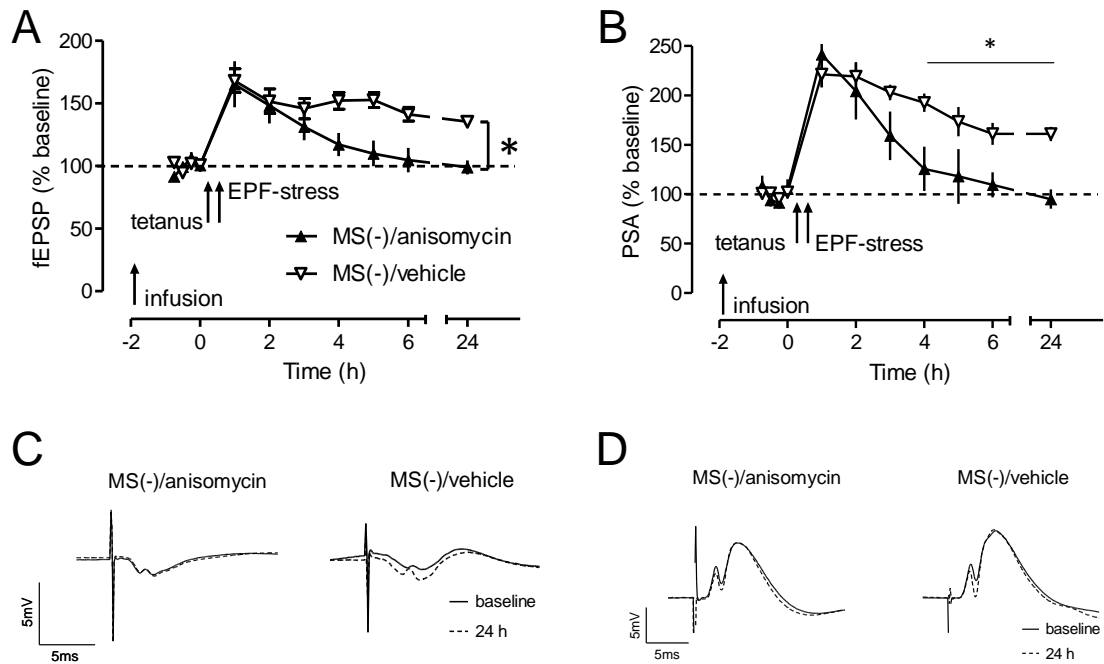 A
fEPSP (% baseline)
200
150
100
50
0
tetanus
EPF-stress
MS(-)/anisomycin
MS(-)/vehicle
*
infusion
-2 0 2 4 6 24
Time (h)
B
PSA (% baseline)
250
200
150
100
50
0
*
tetanus
EPF-stress
infusion
-2 0 2 4 6 24
Time (h)
C
MS(-)/anisomycin
MS(-)/vehicle
5mV
5ms
baseline
24 h
D
MS(-)/anisomycin
MS(-)/vehicle
5mV
5ms
baseline
24 h